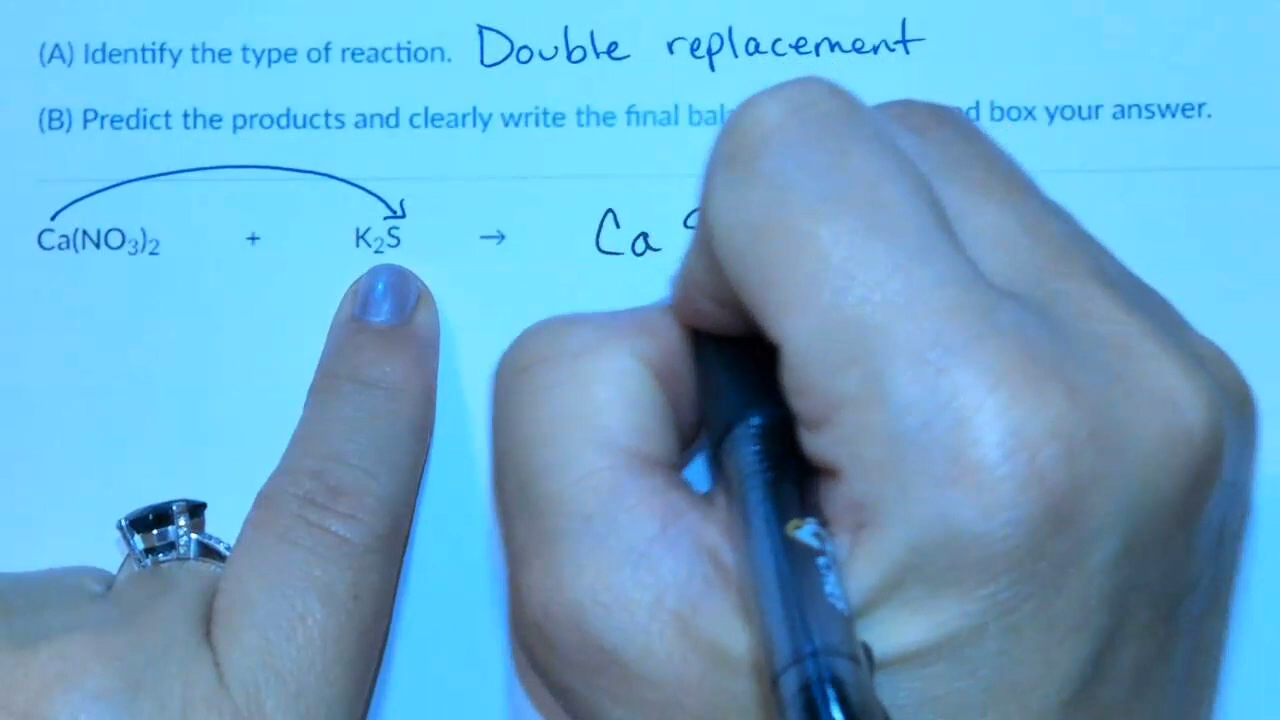 (A) Identify the type of reaction. Double replacement
(B) Predict the products and clearly write the final box your answer.
Ca(NO₃)₂ + K₂S → Ca